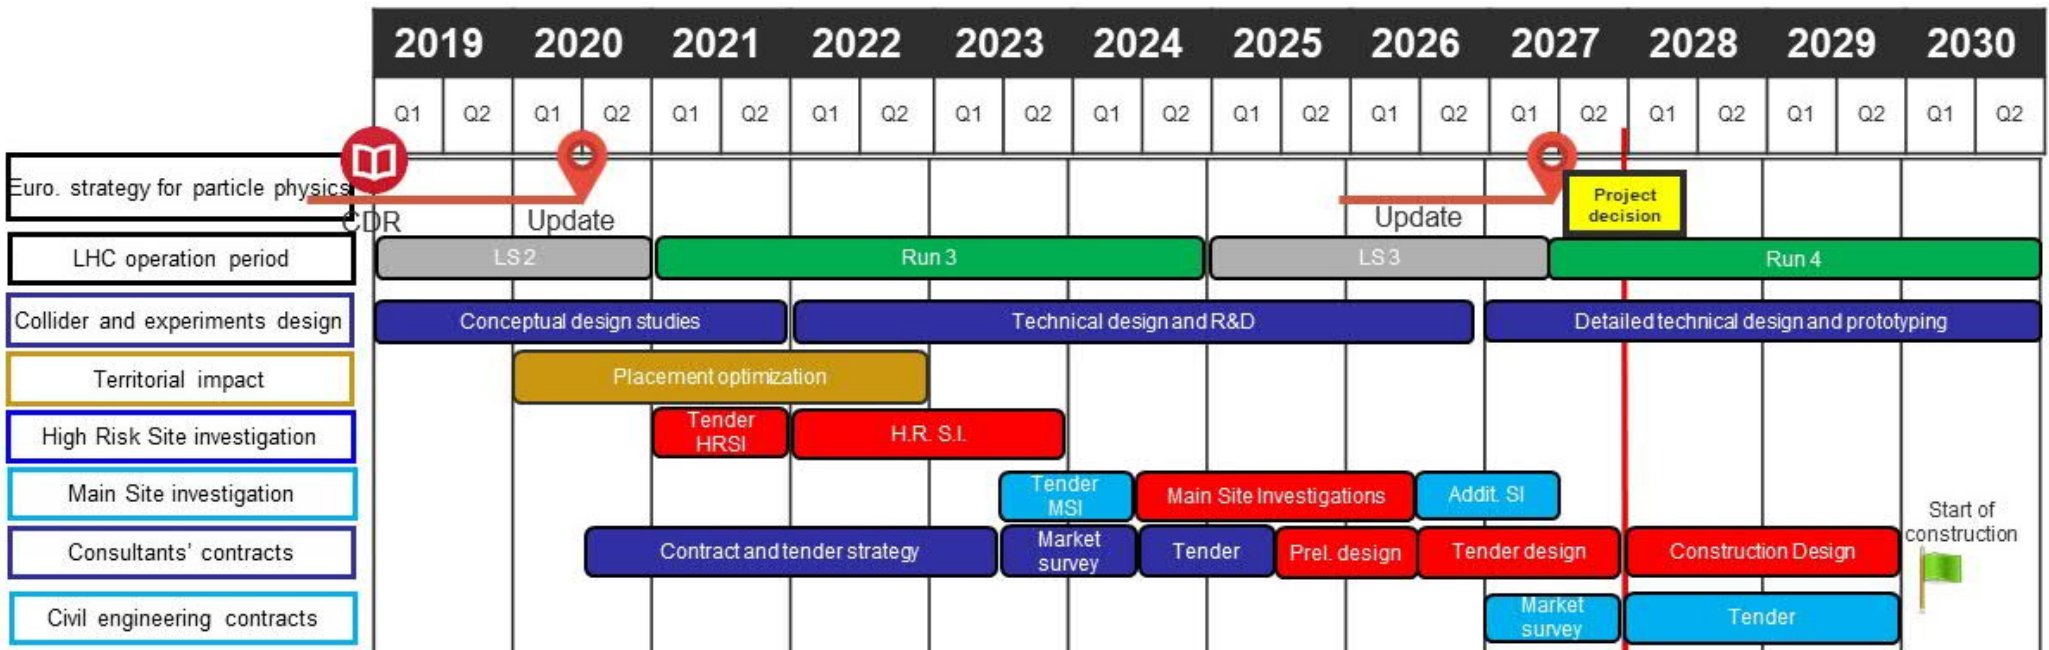 2019 2020 2021 2022 2023 2024 2025 2026 2027 2028 2029 2030
Q1 Q2 Q1 Q2 Q1 Q2 Q1 Q2 Q1 Q2 Q1 Q2 Q1 Q2 Q1 Q2 Q1 Q2 Q1 Q2 Q1 Q2 Q1 Q2
Euro. strategy for particle physics
CDR
Update
Update
Project
decision
LHC operation period
LS 2
Run 3
LS 3
Run 4
Collider and experiments design
Conceptual design studies
Technical design and R&D
Detailed technical design and prototyping
Territorial impact
Placement optimization
High Risk Site investigation
Tender
HRSI
H.R. S.I.
Main Site investigation
Tender
MSI
Main Site Investigations
Addit. SI
Consultants' contracts
Contract and tender strategy
Market
survey
Tender
Prel. design
Tender design
Construction Design
Start of
construction
Civil engineering contracts
Market
survey
Tender